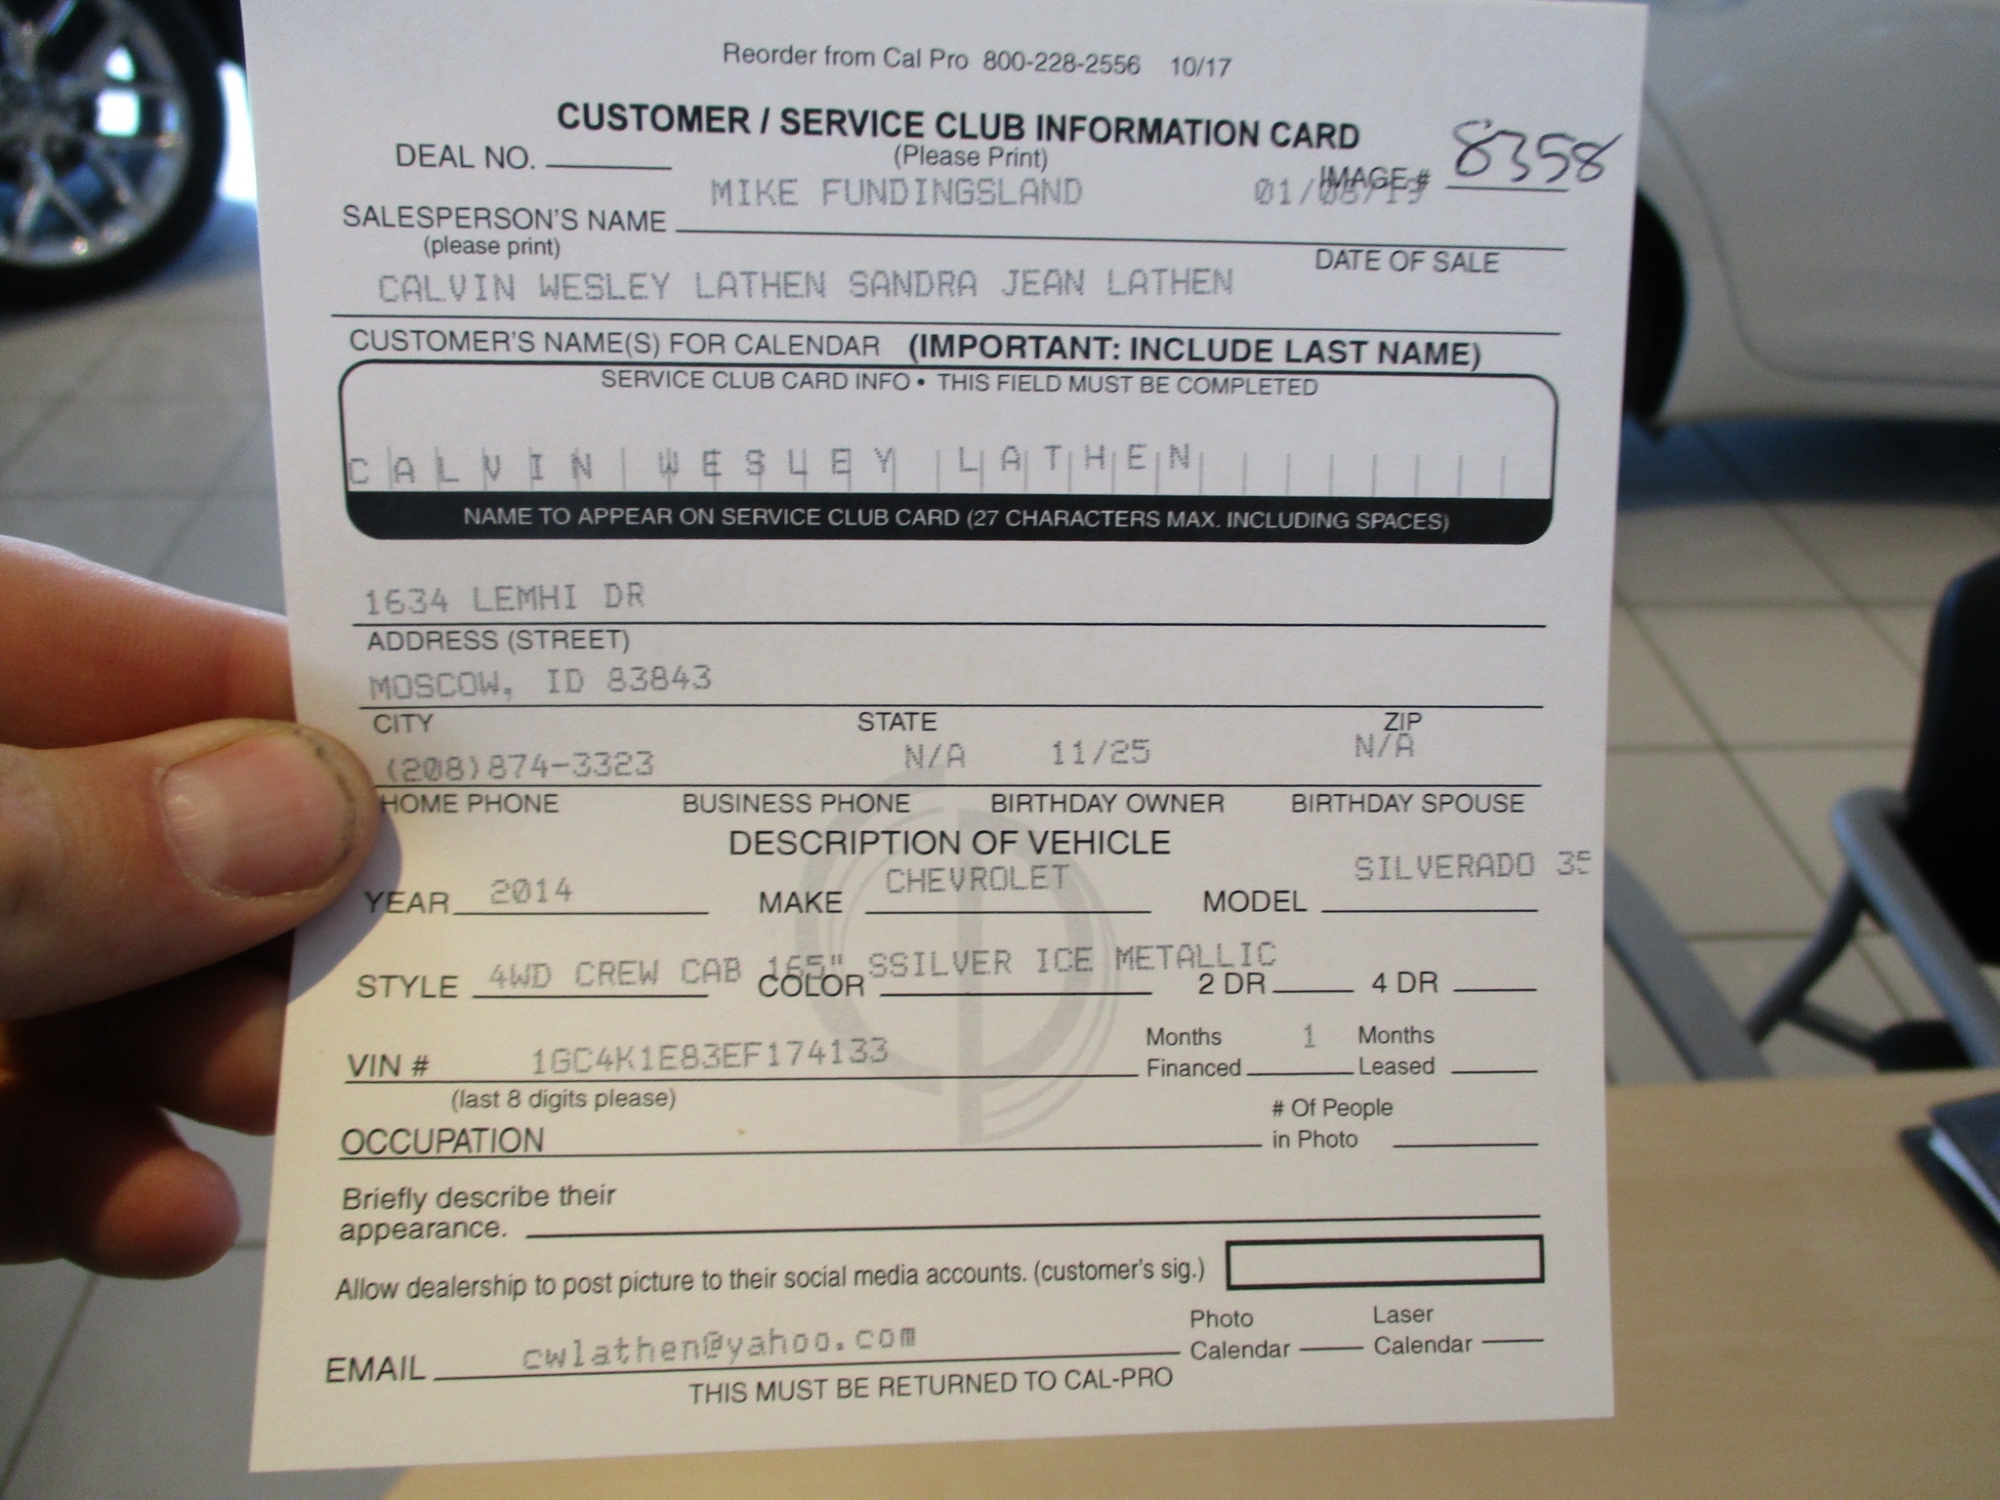 Reorder from Cal Pro 800-228-2556 10/17
CUSTOMER / SERVICE CLUB INFORMATION CARD
DEAL NO. (Please Print) IMAGE # 8358
MIKE FUNDINGSLAND
SALESPERSON'S NAME
(please print) DATE OF SALE
CALVIN WESLEY LATHEN SANDRA JEAN LATHEN
CUSTOMER'S NAME(S) FOR CALENDAR (IMPORTANT: INCLUDE LAST NAME)
SERVICE CLUB CARD INFO • THIS FIELD MUST BE COMPLETED
CALVIN WESLEY LATHEN
NAME TO APPEAR ON SERVICE CLUB CARD (27 CHARACTERS MAX. INCLUDING SPACES)
1634 LEMHI DR
ADDRESS (STREET)
MOSCOW, ID 83843
CITY STATE ZIP
(208)874-3323 N/A 11/25 N/A
HOME PHONE BUSINESS PHONE BIRTHDAY OWNER BIRTHDAY SPOUSE
DESCRIPTION OF VEHICLE
YEAR 2014 MAKE CHEVROLET MODEL SILVERADO 35
STYLE 4WD CREW CAB 165" SSILVER ICE METALLIC
COLOR 2 DR 4 DR
VIN # 1GC4K1E83EF174133 Months Financed 1 Months Leased
(last 8 digits please)
OCCUPATION # Of People in Photo
Briefly describe their
appearance.
Allow dealership to post picture to their social media accounts. (customer's sig.)
EMAIL cwlathen@yahoo.com Photo Calendar Laser Calendar
THIS MUST BE RETURNED TO CAL-PRO